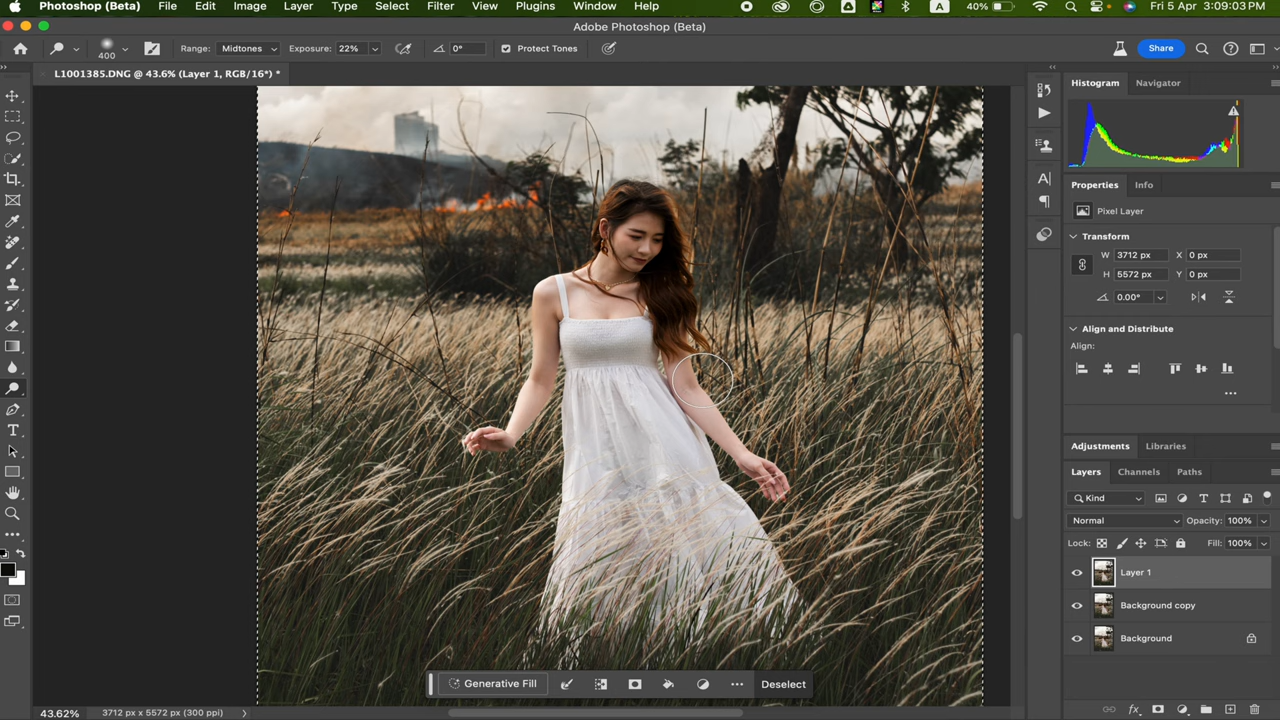 Photoshop (Beta) File Edit Image Layer Type Select Filter View Plugins Window Help A 40% Fri 5 Apr 3:09:03 PM
Adobe Photoshop (Beta)
400 Range: Midtones Exposure: 22% 0° Protect Tones Share
L1001385.DNG @ 43.6% (Layer 1, RGB/16*) *
Histogram Navigator
Properties Info
Pixel Layer
Transform
W 3712 px X 0 px
H 5572 px Y 0 px
0.00°
Align and Distribute
Align:
Adjustments Libraries
Layers Channels Paths
Kind
Normal Opacity: 100%
Lock: Fill: 100%
Layer 1
Background copy
Background
Generative Fill Deselect
43.62% 3712 px x 5572 px (300 ppi)